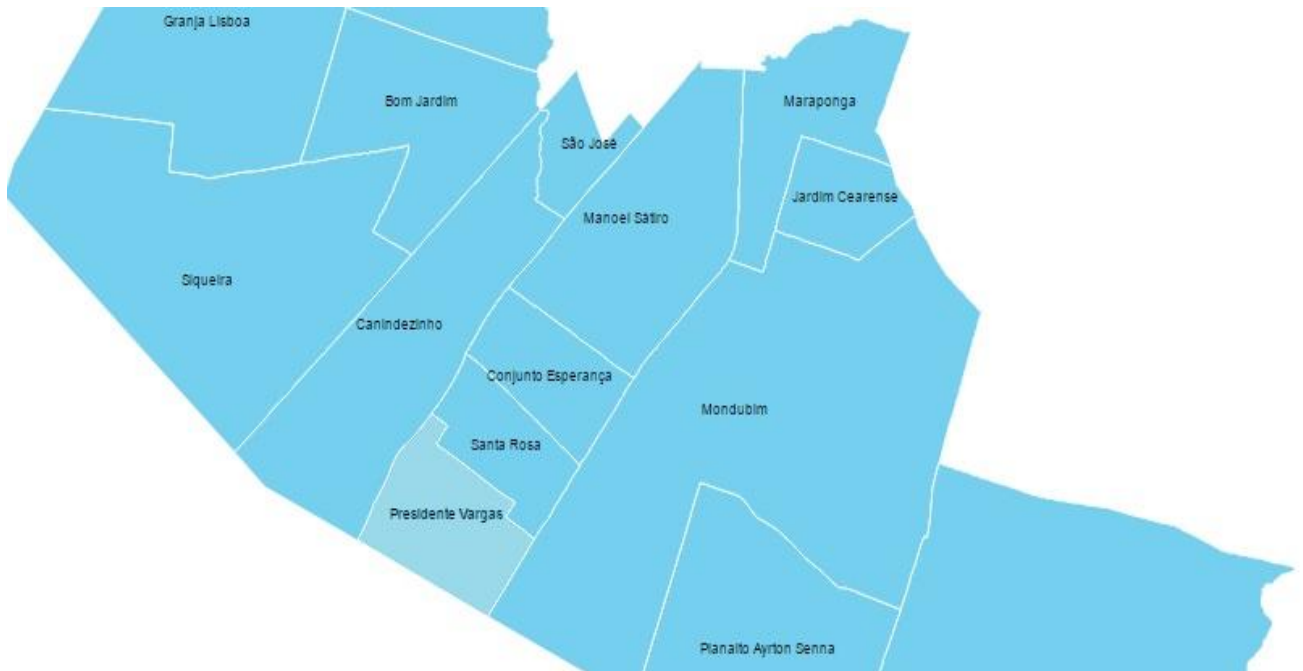 Granja Lisboa
Bom Jardim
Maraponga
São José
Jardim Cearense
Manoel Sátiro
Siqueira
Canindezinho
Conjunto Esperança
Mondubim
Santa Rosa
Presidente Vargas
Planalto Ayrton Senna